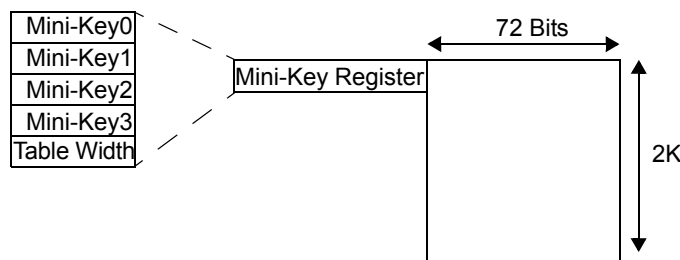 Mini-Key0
Mini-Key1
Mini-Key2
Mini-Key3
Table Width
Mini-Key Register
72 Bits
2K